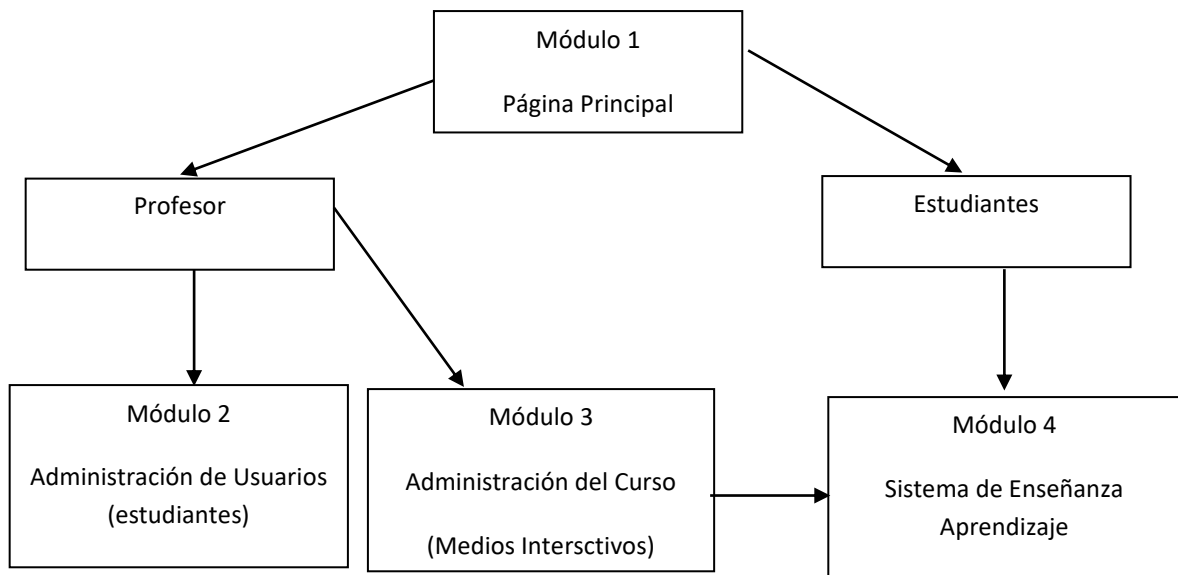 Módulo 1
Página Principal
Profesor
Estudiantes
Módulo 2
Administración de Usuarios
(estudiantes)
Módulo 3
Administración del Curso
(Medios Intersctivos)
Módulo 4
Sistema de Enseñanza
Aprendizaje